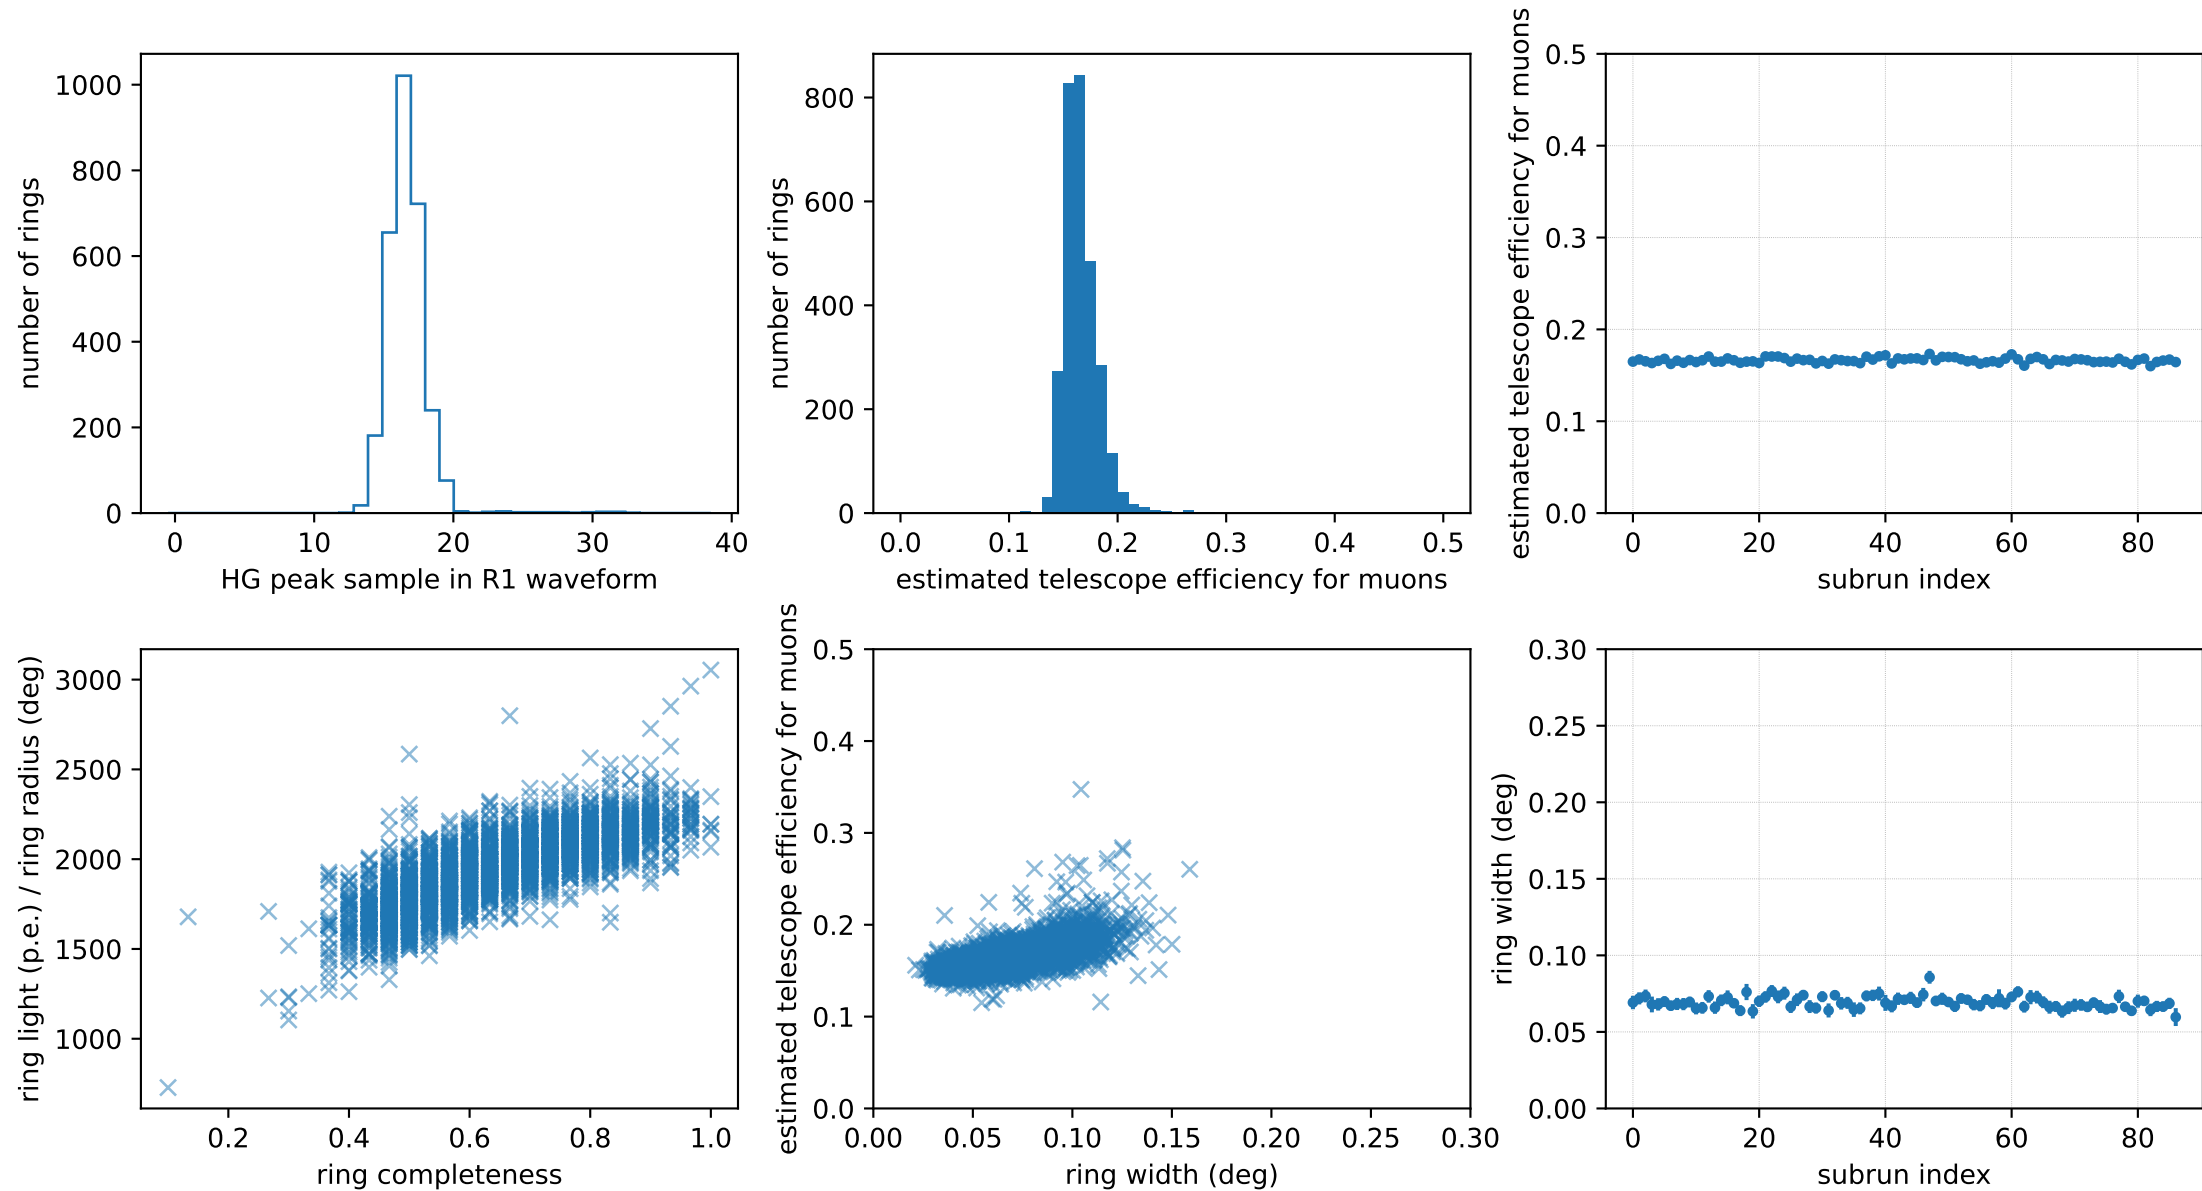 number of rings
1000
800
600
400
200
0
0 10 20 30 40
HG peak sample in R1 waveform
number of rings
800
600
400
200
0
0.0 0.1 0.2 0.3 0.4 0.5
estimated telescope efficiency for muons
estimated telescope efficiency for muons
0.5
0.4
0.3
0.2
0.1
0.0
0 20 40 60 80
subrun index
ring light (p.e.) / ring radius (deg)
3000
2500
2000
1500
1000
0.2 0.4 0.6 0.8 1.0
ring completeness
estimated telescope efficiency for muons
0.5
0.4
0.3
0.2
0.1
0.0
0.00 0.05 0.10 0.15 0.20 0.25 0.30
ring width (deg)
ring width (deg)
0.30
0.25
0.20
0.15
0.10
0.05
0.00
0 20 40 60 80
subrun index